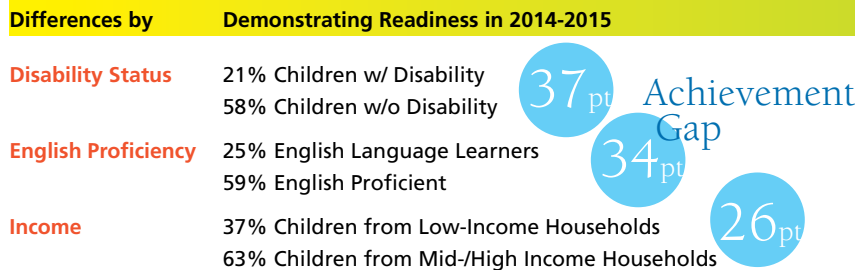 Differences by Demonstrating Readiness in 2014-2015
Disability Status 21% Children w/ Disability
58% Children w/o Disability
37pt
Achievement
Gap
English Proficiency 25% English Language Learners
59% English Proficient
34pt
Income 37% Children from Low-Income Households
63% Children from Mid-/High Income Households
26pt